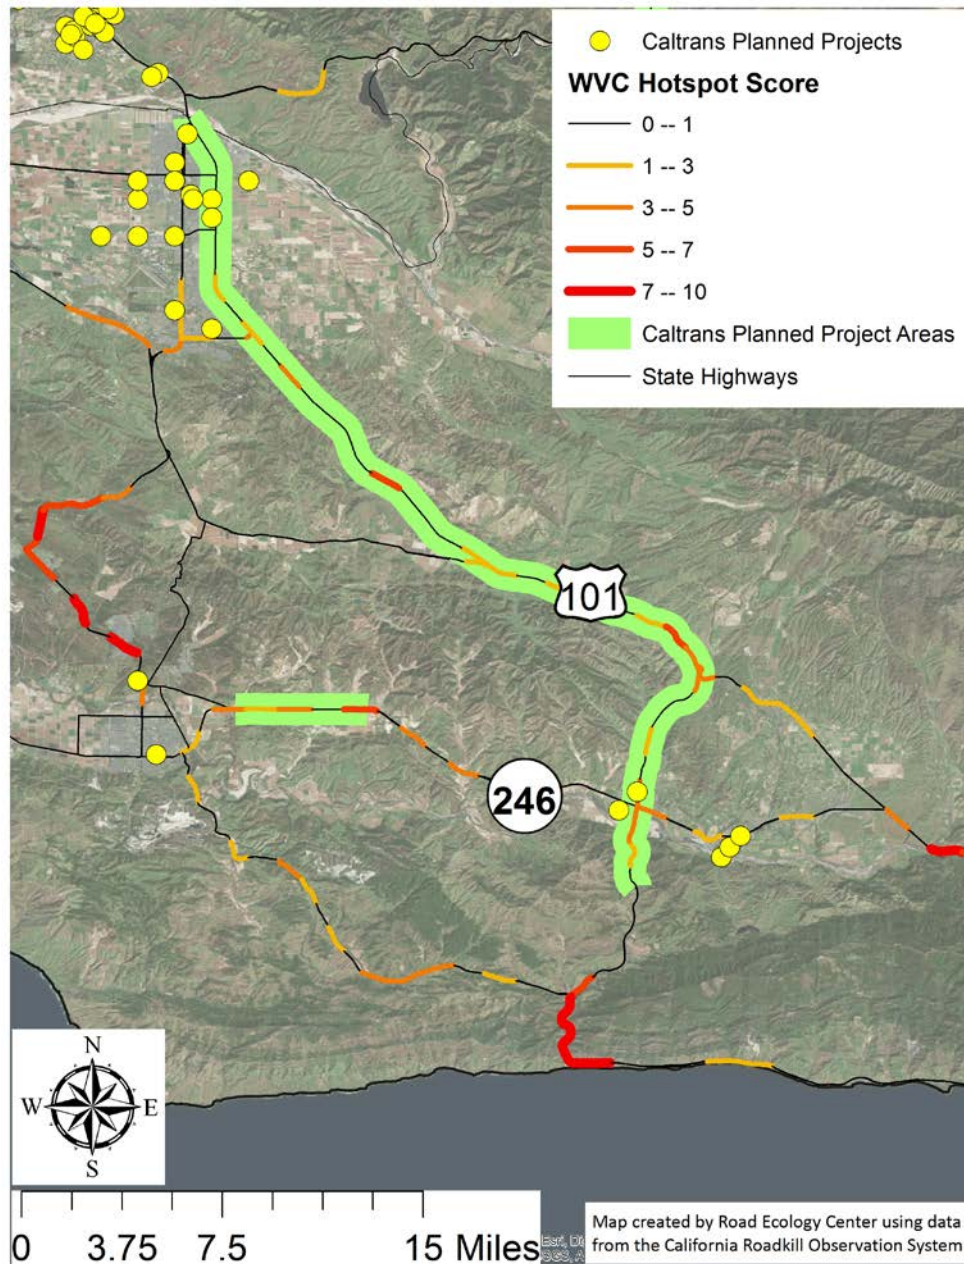 Caltrans Planned Projects
WVC Hotspot Score
0 -- 1
1 -- 3
3 -- 5
5 -- 7
7 -- 10
Caltrans Planned Project Areas
State Highways
101
246
N
W E
S
0 3.75 7.5 15 Miles
Map created by Road Ecology Center using data
from the California Roadkill Observation System